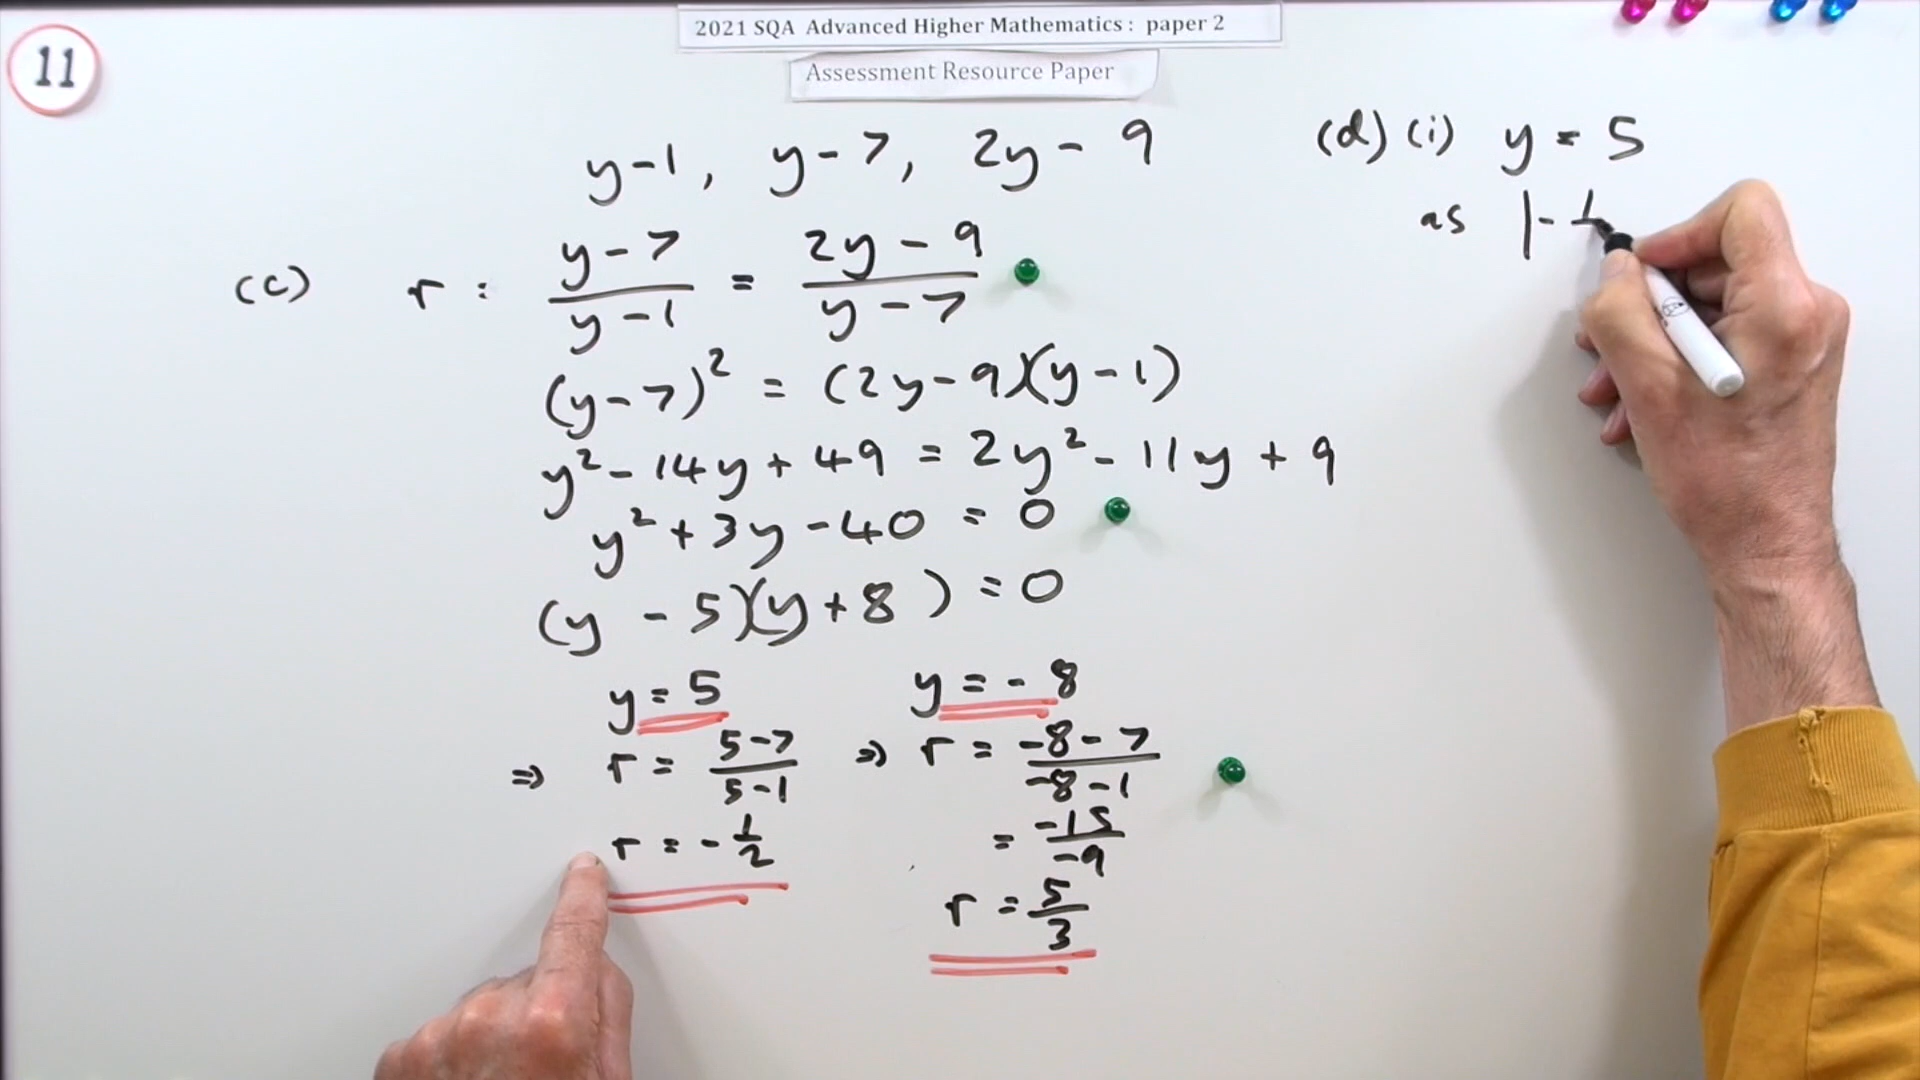 11
2021 SQA Advanced Higher Mathematics : paper 2
Assessment Resource Paper
y-1, y-7, 2y-9
(c) r : (y-7)/(y-1) = (2y-9)/(y-7)
(y-7)² = (2y-9)(y-1)
y²-14y+49 = 2y²-11y+9
y²+3y-40 = 0
(y-5)(y+8) = 0
y = 5
⇒ r = (5-7)/(5-1)
r = -1/2
y = -8
⇒ r = (-8-7)/(-8-1)
= -15/-9
r = 5/3
(d) (i) y = 5
as |-1